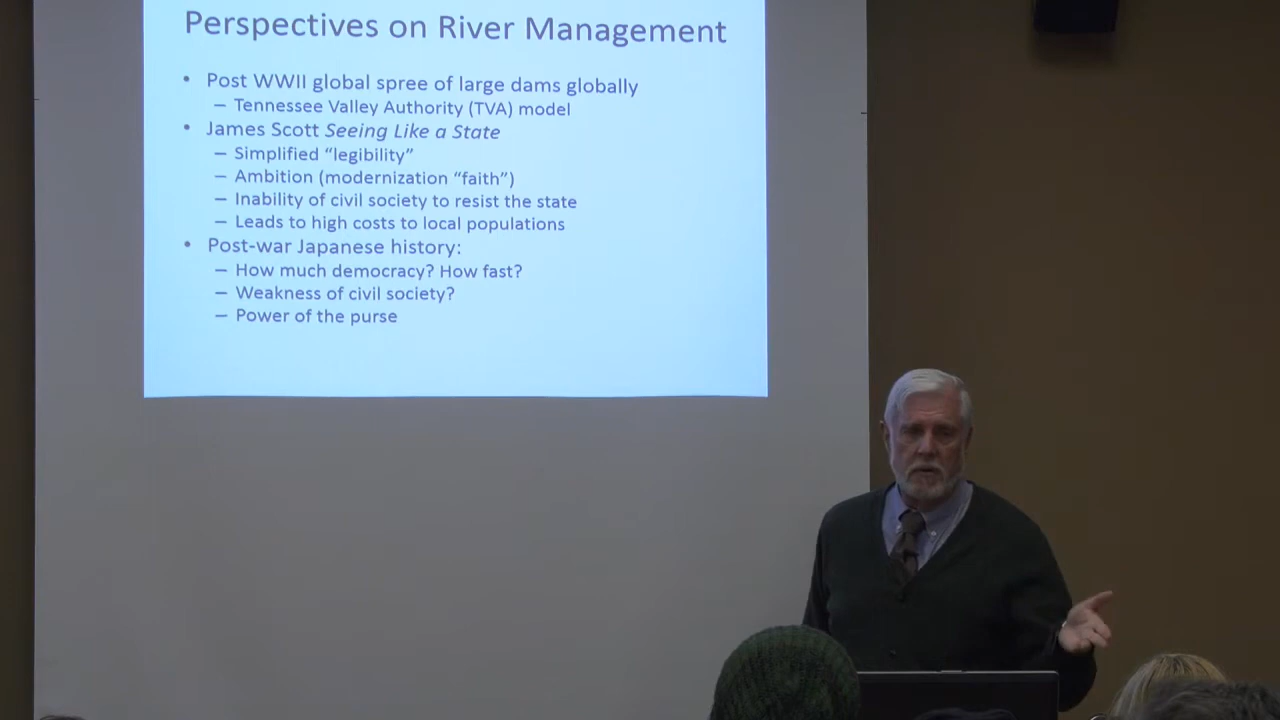 Perspectives on River Management
• Post WWII global spree of large dams globally
– Tennessee Valley Authority (TVA) model
• James Scott Seeing Like a State
– Simplified “legibility”
– Ambition (modernization “faith”)
– Inability of civil society to resist the state
– Leads to high costs to local populations
• Post-war Japanese history:
– How much democracy? How fast?
– Weakness of civil society?
– Power of the purse